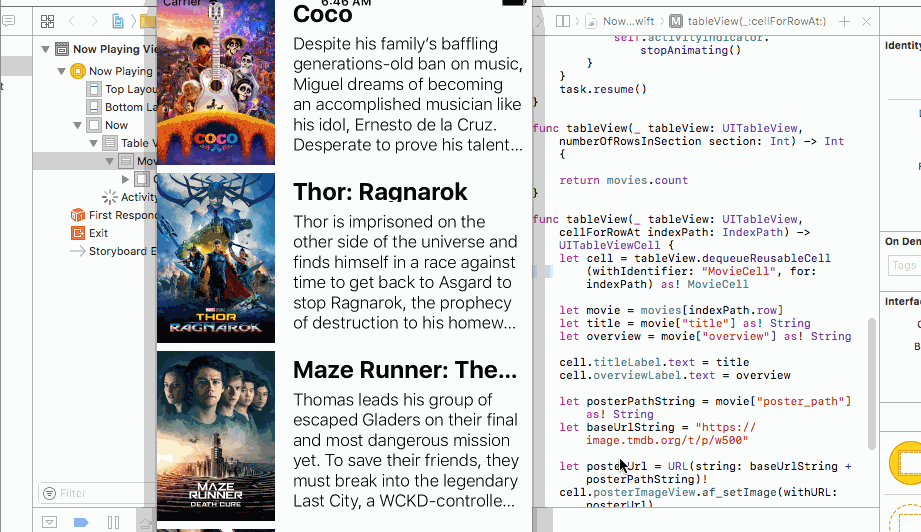 Carrier
6:46 AM
Now...wift
tableView(_:cellForRowAt)
Now Playing Vie
Now Playing
Top Layou
Bottom La
Now
Table V
Mov
Activity
First Respon
Exit
Storyboard E
Filter
COCO
Coco
Despite his family’s baffling
generations-old ban on music,
Miguel dreams of becoming
an accomplished musician like
his idol, Ernesto de la Cruz.
Desperate to prove his talent...
THOR
RAGNAROK
Thor: Ragnarok
Thor is imprisoned on the
other side of the universe and
finds himself in a race against
time to get back to Asgard to
stop Ragnarok, the prophecy
of destruction to his homew...
MAZE
RUNNER
DEATH CURE
Maze Runner: The...
Thomas leads his group of
escaped Gladers on their final
and most dangerous mission
yet. To save their friends, they
must break into the legendary
Last City, a WCKD-controlle...
self.activityIndicator.
stopAnimating()
}
}
task.resume()
}
func tableView(_ tableView: UITableView,
numberOfRowsInSection section: Int) -> Int
{
return movies.count
}
func tableView(_ tableView: UITableView,
cellForRowAt indexPath: IndexPath) ->
UITableViewCell {
let cell = tableView.dequeueReusableCell
(withIdentifier: "MovieCell", for:
indexPath) as! MovieCell
let movie = movies[indexPath.row]
let title = movie["title"] as! String
let overview = movie["overview"] as! String
cell.titleLabel.text = title
cell.overviewLabel.text = overview
let posterPathString = movie["poster_path"]
as! String
let baseUrlString = "https://
image.tmdb.org/t/p/w500"
let posterUrl = URL(string: baseUrlString +
posterPathString)!
cell.posterImageView.af_setImage(withURL:
posterUrl)
Identity
On Dem
Tags
Interfac